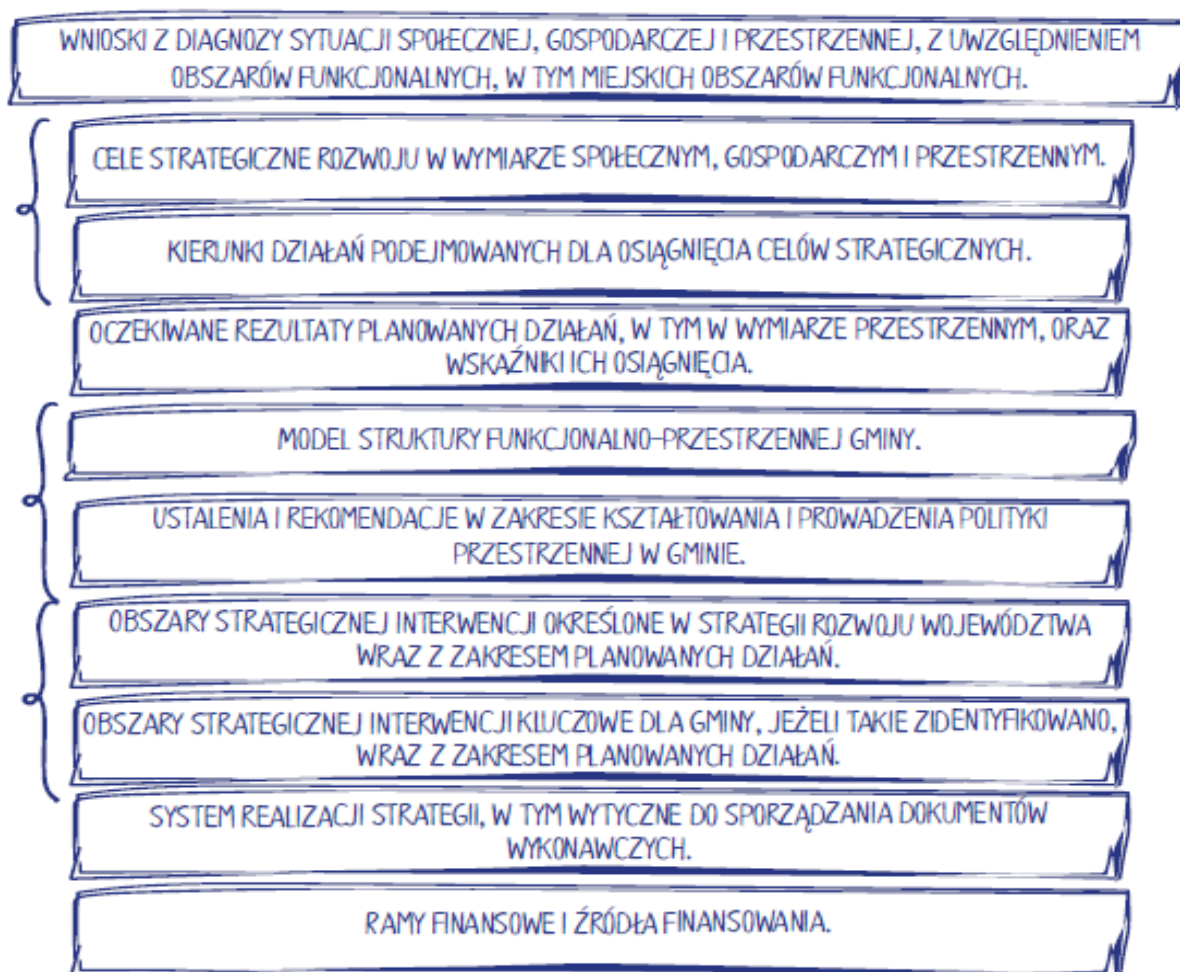 WNIOSKI Z DIAGNOZY SYTUACJI SPOŁECZNEJ, GOSPODARCZEJ I PRZESTRZENNEJ, Z UWZGLĘDNIENIEM
OBSZARÓW FUNKCJONALNYCH, W TYM MIEJSKICH OBSZARÓW FUNKCJONALNYCH.
CELE STRATEGICZNE ROZWOJU W WYMIARZE SPOŁECZNYM, GOSPODARCZYM I PRZESTRZENNYM.
KIERUNKI DZIAŁAŃ PODEJMOWANYCH DLA OSIĄGNIĘCIA CELÓW STRATEGICZNYCH.
OCZEKIWANE REZULTATY PLANOWANYCH DZIAŁAŃ, W TYM W WYMIARZE PRZESTRZENNYM, ORAZ
WSKAŹNIKI ICH OSIĄGNIĘCIA.
MODEL STRUKTURY FUNKCJONALNO-PRZESTRZENNEJ GMINY.
USTALENIA I REKOMENDACJE W ZAKRESIE KSZTAŁTOWANIA I PROWADZENIA POLITYKI
PRZESTRZENNEJ W GMINIE.
OBSZARY STRATEGICZNEJ INTERWENCJI OKREŚLONE W STRATEGII ROZWOJU WOJEWÓDZTWA
WRAZ Z ZAKRESEM PLANOWANYCH DZIAŁAŃ.
OBSZARY STRATEGICZNEJ INTERWENCJI KLUCZOWE DLA GMINY, JEŻELI TAKIE ZIDENTYFIKOWANO,
WRAZ Z ZAKRESEM PLANOWANYCH DZIAŁAŃ.
SYSTEM REALIZACJI STRATEGII, W TYM WYTYCZNE DO SPORZĄDZANIA DOKUMENTÓW
WYKONAWCZYCH.
RAMY FINANSOWE I ŹRÓDŁA FINANSOWANIA.